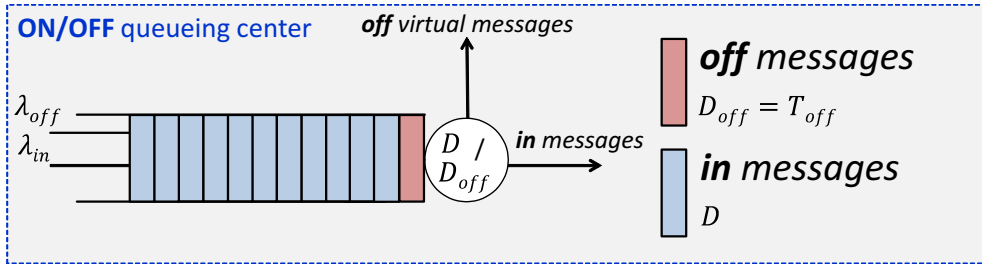 ON/OFF queueing center
off virtual messages
λoff
λin
D /
Doff
in messages
off messages
Doff = Toff
in messages
D